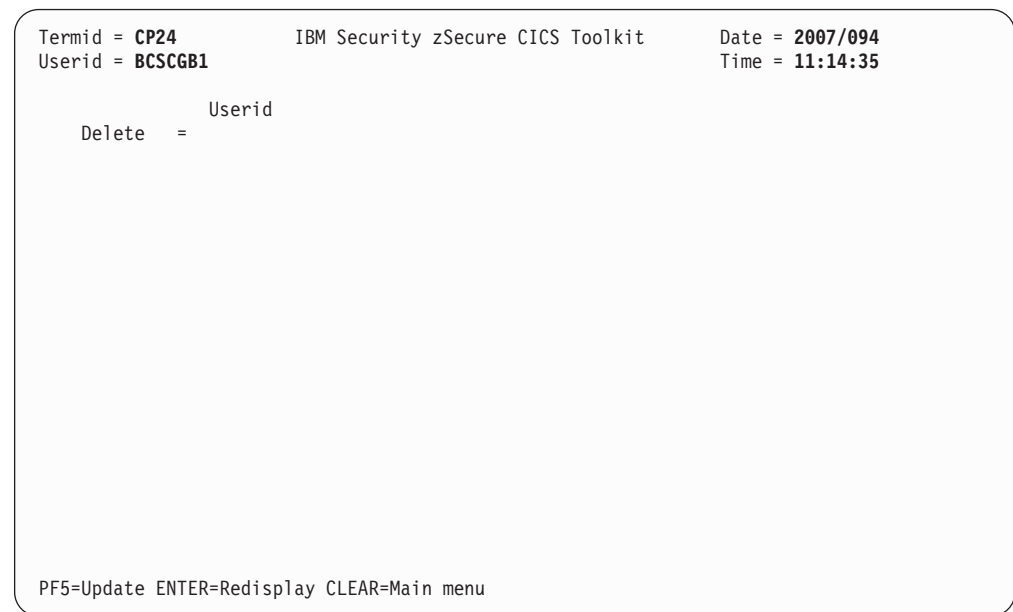 Termid = CP24 IBM Security zSecure CICS Toolkit Date = 2007/094
Userid = BCSCGB1 Time = 11:14:35
Userid
Delete =
PF5=Update ENTER=Redisplay CLEAR=Main menu